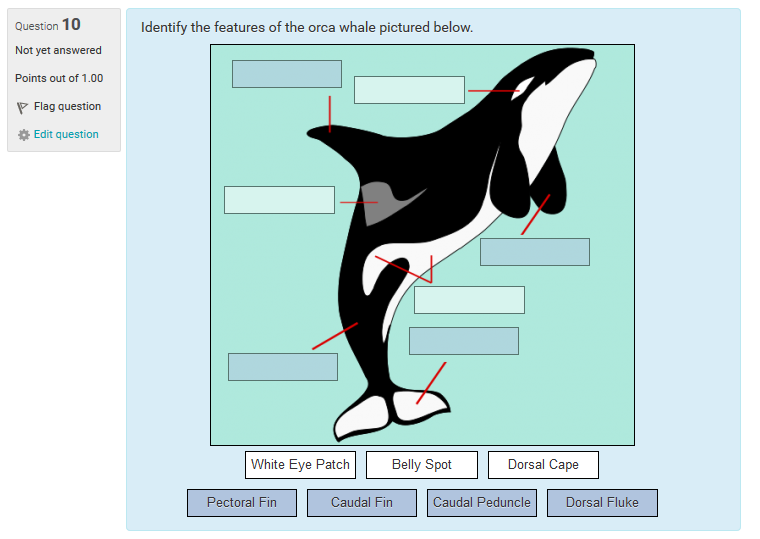 Question 10
Not yet answered
Points out of 1.00
Flag question
Edit question
Identify the features of the orca whale pictured below.
White Eye Patch
Belly Spot
Dorsal Cape
Pectoral Fin
Caudal Fin
Caudal Peduncle
Dorsal Fluke